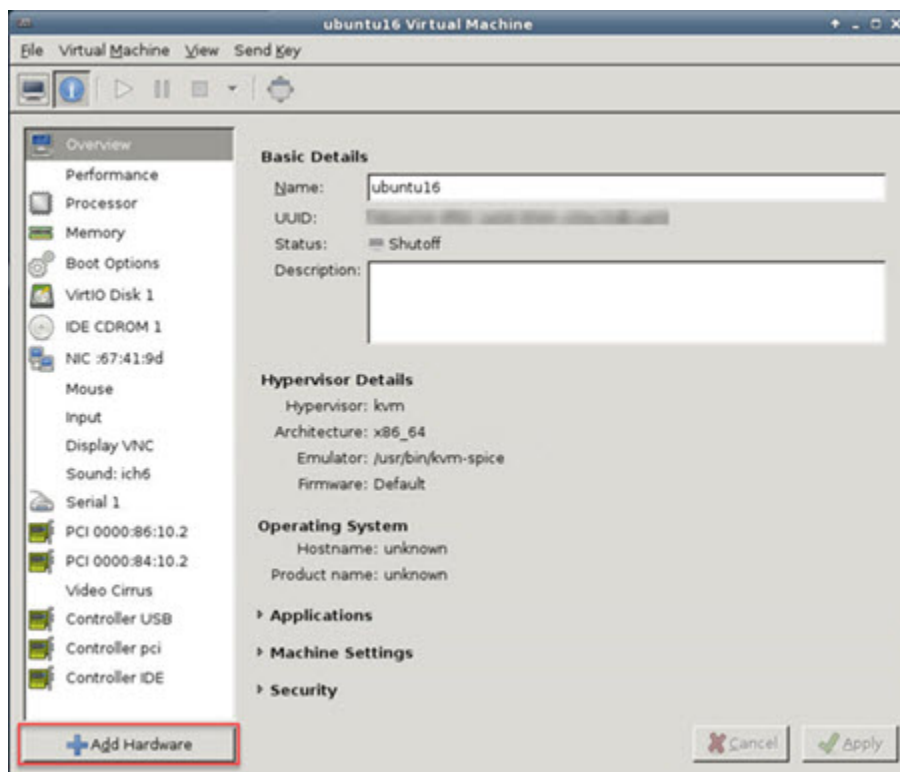 ubuntu16 Virtual Machine
File Virtual Machine View Send Key
Overview
Performance
Processor
Memory
Boot Options
VirtIO Disk 1
IDE CDROM 1
NIC :67:41:9d
Mouse
Input
Display VNC
Sound: ich6
Serial 1
PCI 0000:86:10.2
PCI 0000:84:10.2
Video Cirrus
Controller USB
Controller pci
Controller IDE
Add Hardware
Basic Details
Name: ubuntu16
UUID:
Status: Shutoff
Description:
Hypervisor Details
Hypervisor: kvm
Architecture: x86_64
Emulator: /usr/bin/kvm-spice
Firmware: Default
Operating System
Hostname: unknown
Product name: unknown
Applications
Machine Settings
Security
Cancel Apply